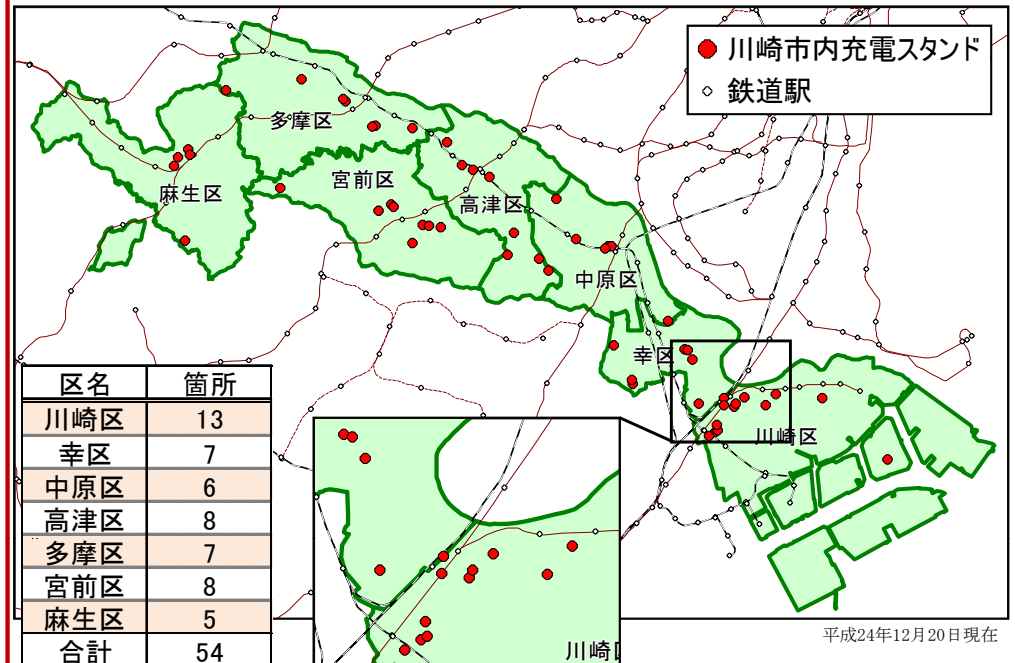 川崎市内充電スタンド
鉄道駅
多摩区
宮前区
麻生区
高津区
中原区
幸区
川崎区
区名 箇所
川崎区 13
幸区 7
中原区 6
高津区 8
多摩区 7
宮前区 8
麻生区 5
合計 54
川崎
平成24年12月20日現在